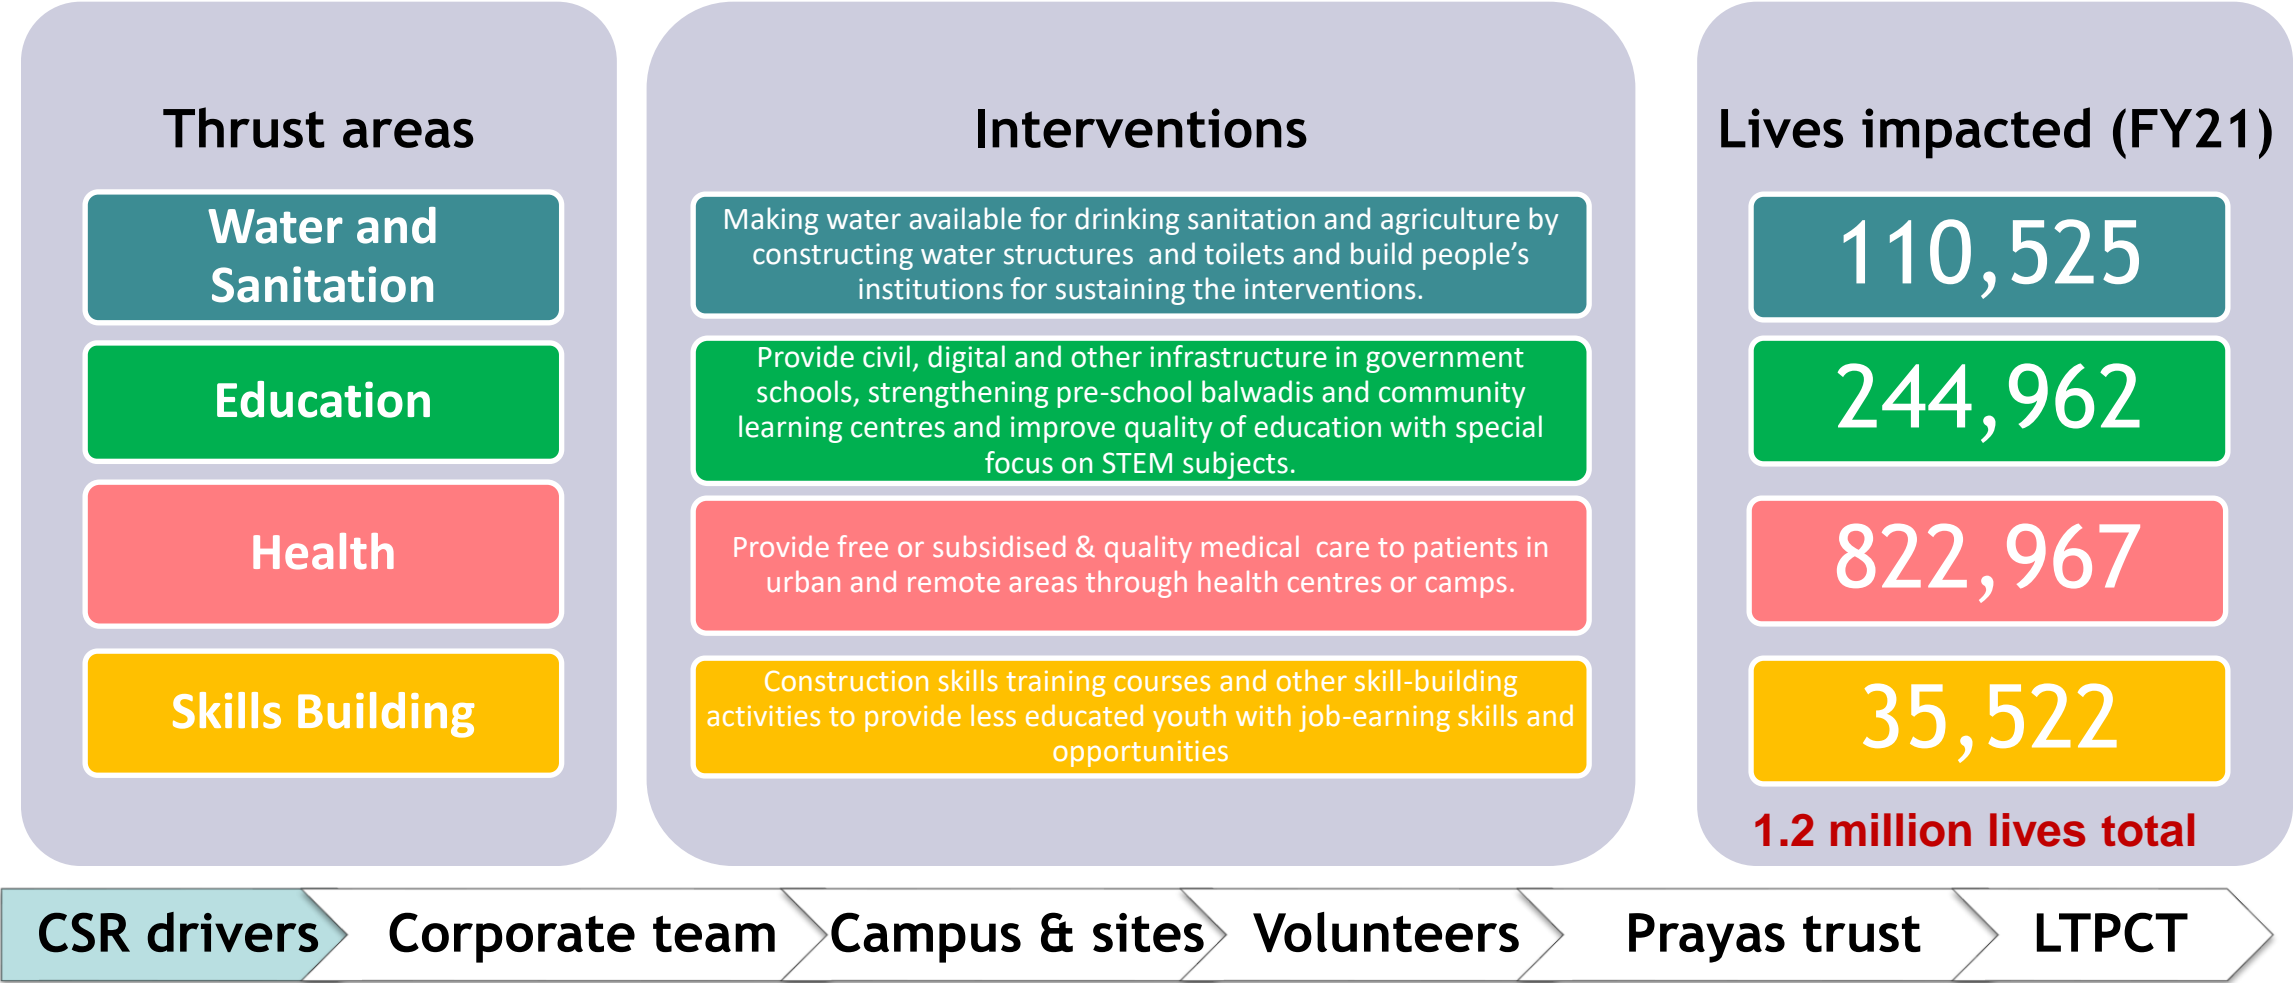 Thrust areas
Water and
Sanitation
Education
Health
Skills Building
Interventions
Making water available for drinking sanitation and agriculture by
constructing water structures and toilets and build people’s
institutions for sustaining the interventions.
Provide civil, digital and other infrastructure in government
schools, strengthening pre-school balwadis and community
learning centres and improve quality of education with special
focus on STEM subjects.
Provide free or subsidised & quality medical care to patients in
urban and remote areas through health centres or camps.
Construction skills training courses and other skill-building
activities to provide less educated youth with job-earning skills and
opportunities
Lives impacted (FY21)
110,525
244,962
822,967
35,522
1.2 million lives total
CSR drivers
Corporate team
Campus & sites
Volunteers
Prayas trust
LTPCT